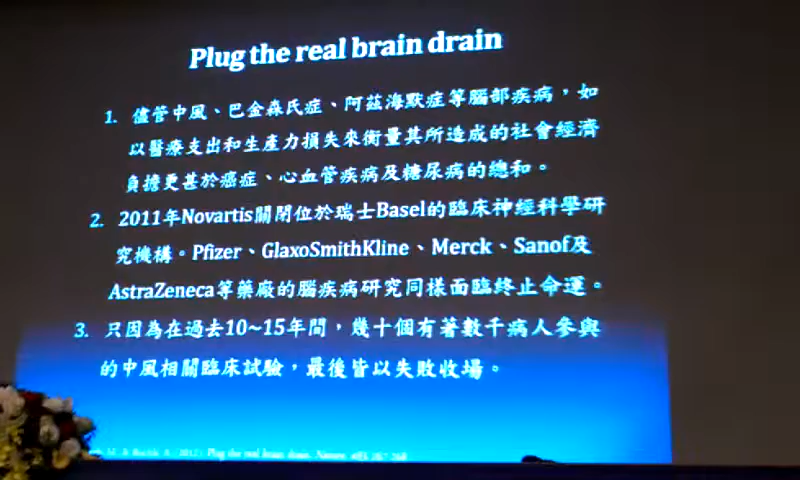 Plug the real brain drain
1. 儘管中風、巴金森氏症、阿茲海默症等腦部疾病，如
以醫療支出和生產力損失來衡量其所造成的社會經濟
負擔更甚於癌症、心血管疾病及糖尿病的總和。
2. 2011年Novartis關閉位於瑞士Basel的臨床神經科學研
究機構。Pfizer、GlaxoSmithKline、Merck、Sanof及
AstraZeneca等藥廠的腦疾病研究同樣面臨終止命運。
3. 只因為在過去10~15年間，幾十個有著數千病人參與
的中風相關臨床試驗，最後皆以失敗收場。
Plug the real brain drain. Nature